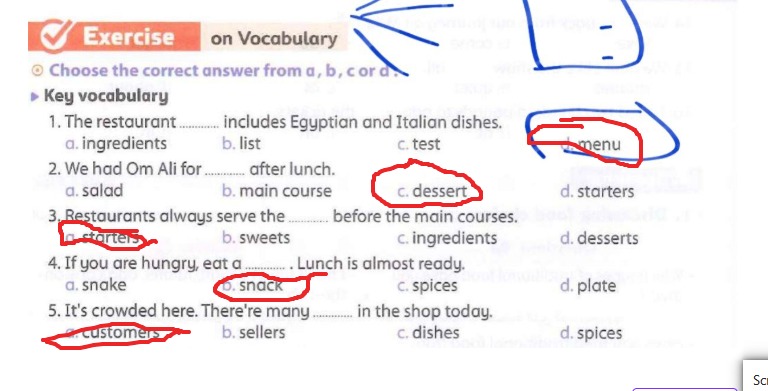 Exercise on Vocabulary
Choose the correct answer from a, b, c or d.
Key vocabulary
1. The restaurant ............ includes Egyptian and Italian dishes.
a. ingredients b. list c. test d. menu
2. We had Om Ali for ............ after lunch.
a. salad b. main course c. dessert d. starters
3. Restaurants always serve the ............ before the main courses.
a. starters b. sweets c. ingredients d. desserts
4. If you are hungry, eat a ............ . Lunch is almost ready.
a. snake b. snack c. spices d. plate
5. It's crowded here. There're many ............ in the shop today.
a. customers b. sellers c. dishes d. spices